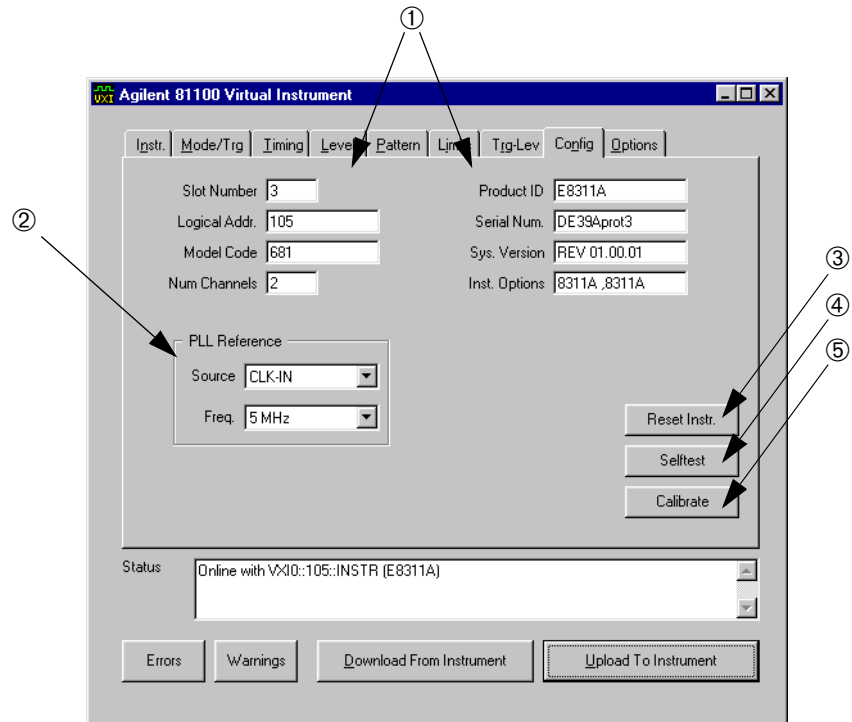 ①
Agilent 81100 Virtual Instrument
Instr. Mode/Trg Timing Level Pattern Trg-Lev Config Options
Slot Number 3
Product ID E8311A
②
Logical Addr. 105
Serial Num. DE39Aprot3
Model Code 681
Sys. Version REV 01.00.01
③
Num Channels 2
Inst. Options 8311A ,8311A
④
PLL Reference
⑤
Source CLK-IN
Freq. 5 MHz
Reset Instr.
Selftest
Calibrate
Status
Online with VXI0::105::INSTR (E8311A)
Errors Warnings Download From Instrument Upload To Instrument